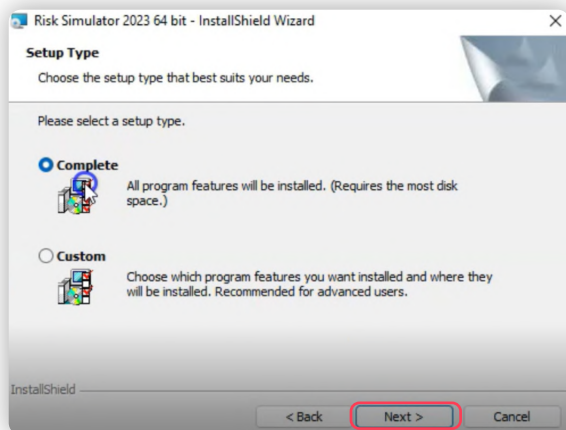 Risk Simulator 2023 64 bit - InstallShield Wizard
Setup Type
Choose the setup type that best suits your needs.
Please select a setup type.
Complete
All program features will be installed. (Requires the most disk
space.)
Custom
Choose which program features you want installed and where they
will be installed. Recommended for advanced users.
InstallShield
< Back Next > Cancel